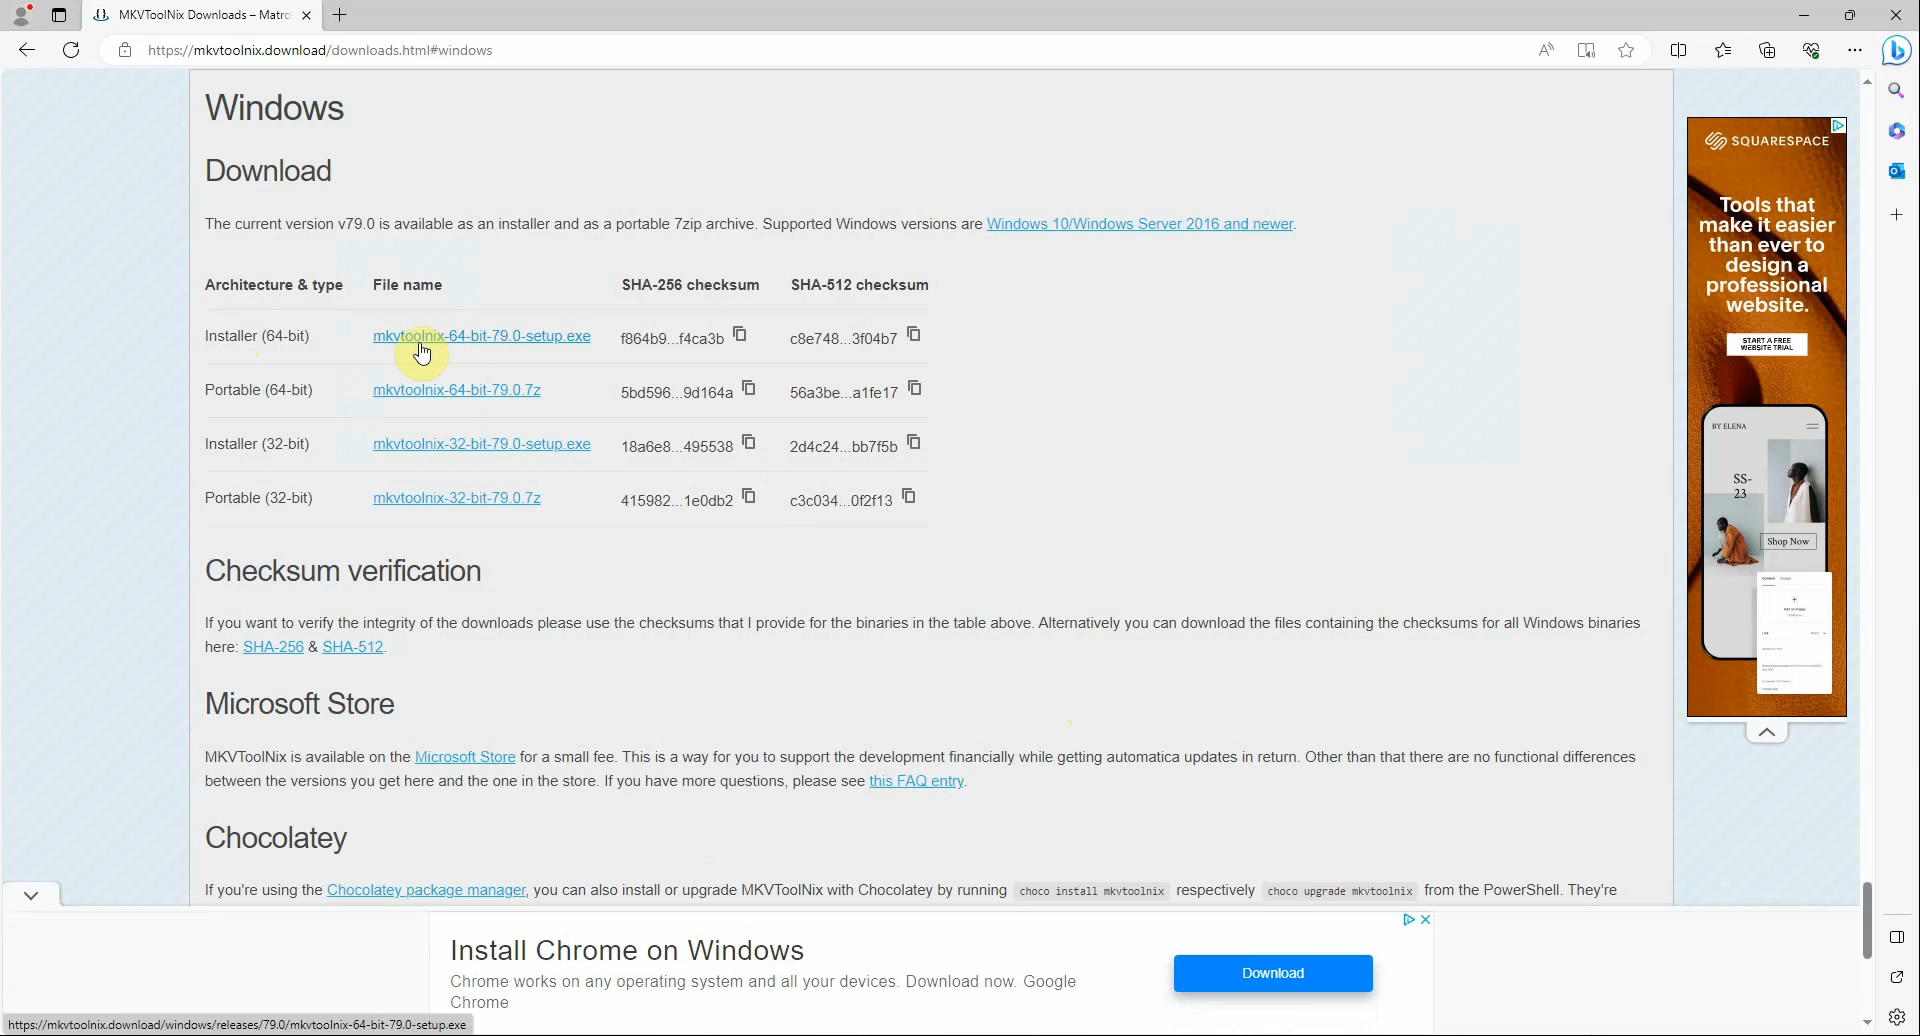 MKVToolNix Downloads – Matro
https://mkvtoolnix.download/downloads.html#windows
Windows
Download
The current version v79.0 is available as an installer and as a portable 7zip archive. Supported Windows versions are Windows 10/Windows Server 2016 and newer.
Architecture & type File name SHA-256 checksum SHA-512 checksum
Installer (64-bit) mkvtoolnix-64-bit-79.0-setup.exe f864b9...f4ca3b c8e748...3f04b7
Portable (64-bit) mkvtoolnix-64-bit-79.0.7z 5bd596...9d164a 56a3be...a1fe17
Installer (32-bit) mkvtoolnix-32-bit-79.0-setup.exe 18a6e8...495538 2d4c24...bb7f5b
Portable (32-bit) mkvtoolnix-32-bit-79.0.7z 415982...1e0db2 c3c034...0f2f13
Checksum verification
If you want to verify the integrity of the downloads please use the checksums that I provide for the binaries in the table above. Alternatively you can download the files containing the checksums for all Windows binaries
here: SHA-256 & SHA-512.
Microsoft Store
MKVToolNix is available on the Microsoft Store for a small fee. This is a way for you to support the development financially while getting automatica updates in return. Other than that there are no functional differences
between the versions you get here and the one in the store. If you have more questions, please see this FAQ entry.
Chocolatey
If you're using the Chocolatey package manager, you can also install or upgrade MKVToolNix with Chocolatey by running choco install mkvtoolnix respectively choco upgrade mkvtoolnix from the PowerShell. They're
SQUARESPACE
Tools that
make it easier
than ever to
design a
professional
website.
START A FREE
WEBSITE TRIAL
BY ELENA
SS-
23
Shop Now
Install Chrome on Windows
Chrome works on any operating system and all your devices. Download now. Google
Chrome
Download
https://mkvtoolnix.download/windows/releases/79.0/mkvtoolnix-64-bit-79.0-setup.exe